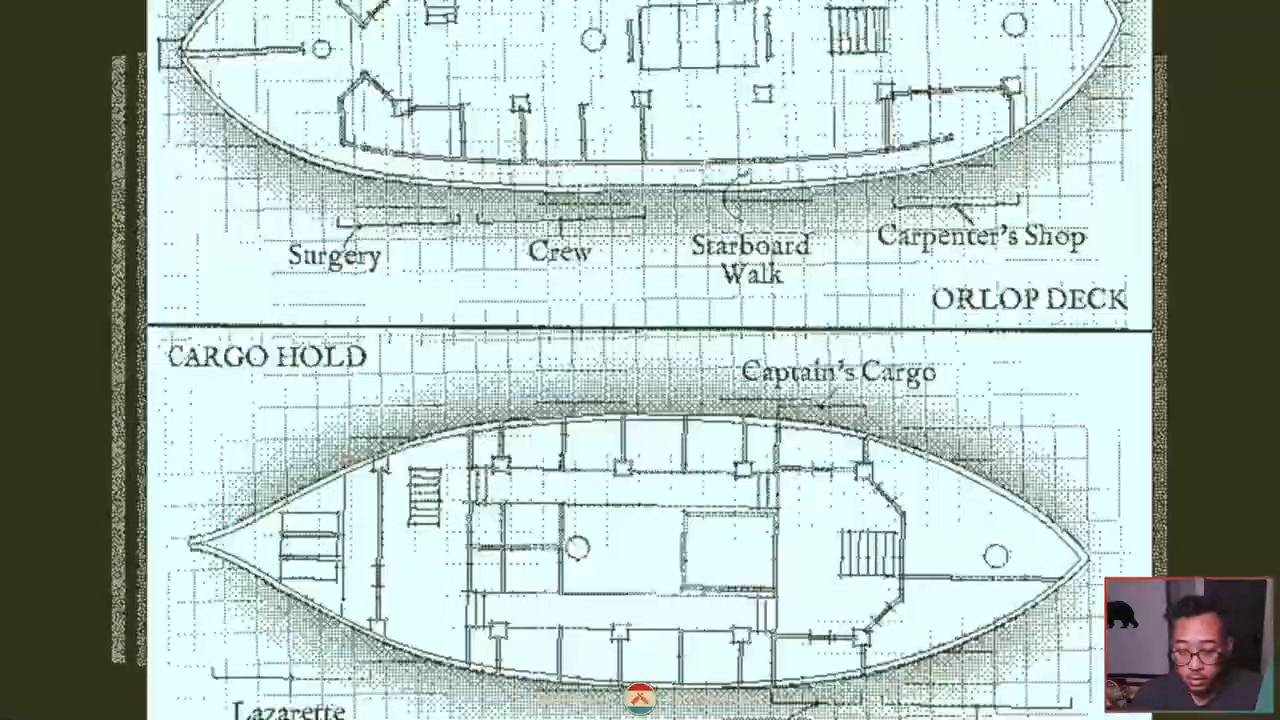 Surgery
Crew
Starboard
Walk
Carpenter's Shop
ORLOP DECK
CARGO HOLD
Captain's Cargo
Lazarette